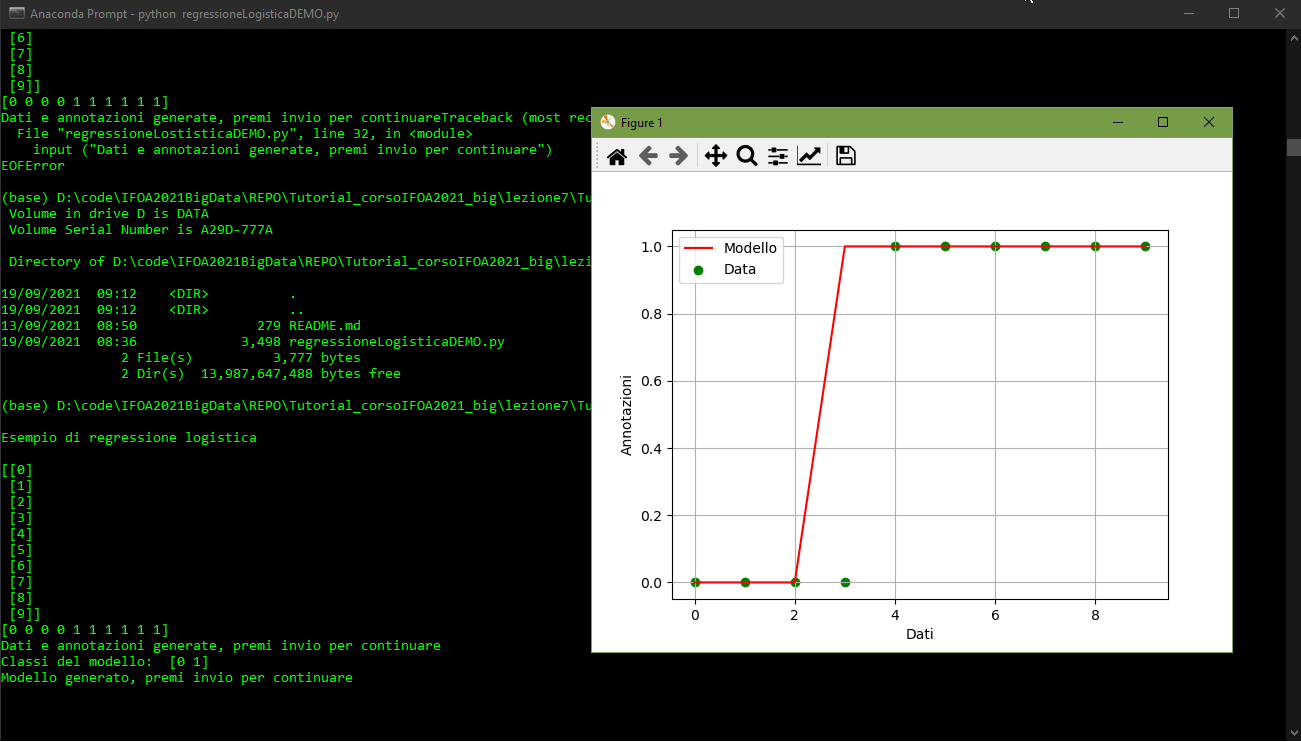 Anaconda Prompt - python  regressioneLogisticaDEMO.py
[6]
[7]
[8]
[9]]
[0 0 0 0 1 1 1 1 1 1]
Dati e annotazioni generate, premi invio per continuareTraceback (most rec
File "regressioneLostisticaDEMO.py", line 32, in <module>
input ("Dati e annotazioni generate, premi invio per continuare")
EOFError
(base) D:\code\IFOA2021BigData\REPO\Tutorial_corsoIFOA2021_big\lezione7\Tu
Volume in drive D is DATA
Volume Serial Number is A29D-777A
Directory of D:\code\IFOA2021BigData\REPO\Tutorial_corsoIFOA2021_big\lezi
19/09/2021  09:12    <DIR>          .
19/09/2021  09:12    <DIR>          ..
13/09/2021  08:50               279 README.md
19/09/2021  08:36             3,498 regressioneLogisticaDEMO.py
2 File(s)          3,777 bytes
2 Dir(s)  13,987,647,488 bytes free
(base) D:\code\IFOA2021BigData\REPO\Tutorial_corsoIFOA2021_big\lezione7\Tu
Esempio di regressione logistica
[[0]
[1]
[2]
[3]
[4]
[5]
[6]
[7]
[8]
[9]]
[0 0 0 0 1 1 1 1 1 1]
Dati e annotazioni generate, premi invio per continuare
Classi del modello:  [0 1]
Modello generato, premi invio per continuare
Figure 1
Modello
Data
1.0
0.8
0.6
0.4
0.2
0.0
Annotazioni
0 2 4 6 8
Dati